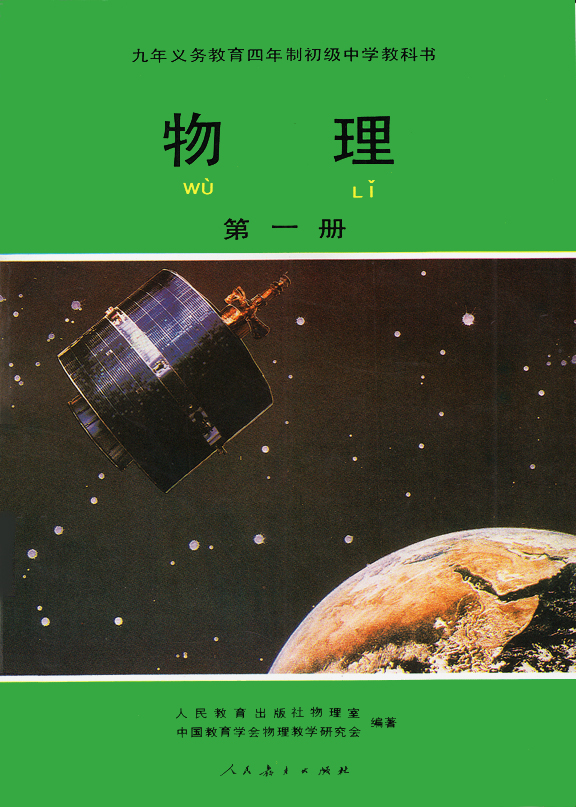 九年义务教育四年制初级中学教科书
物 理
WÙ LǏ
第一册
人民教育出版社物理室
中国教育学会物理教学研究会 编著
人民教育出版社